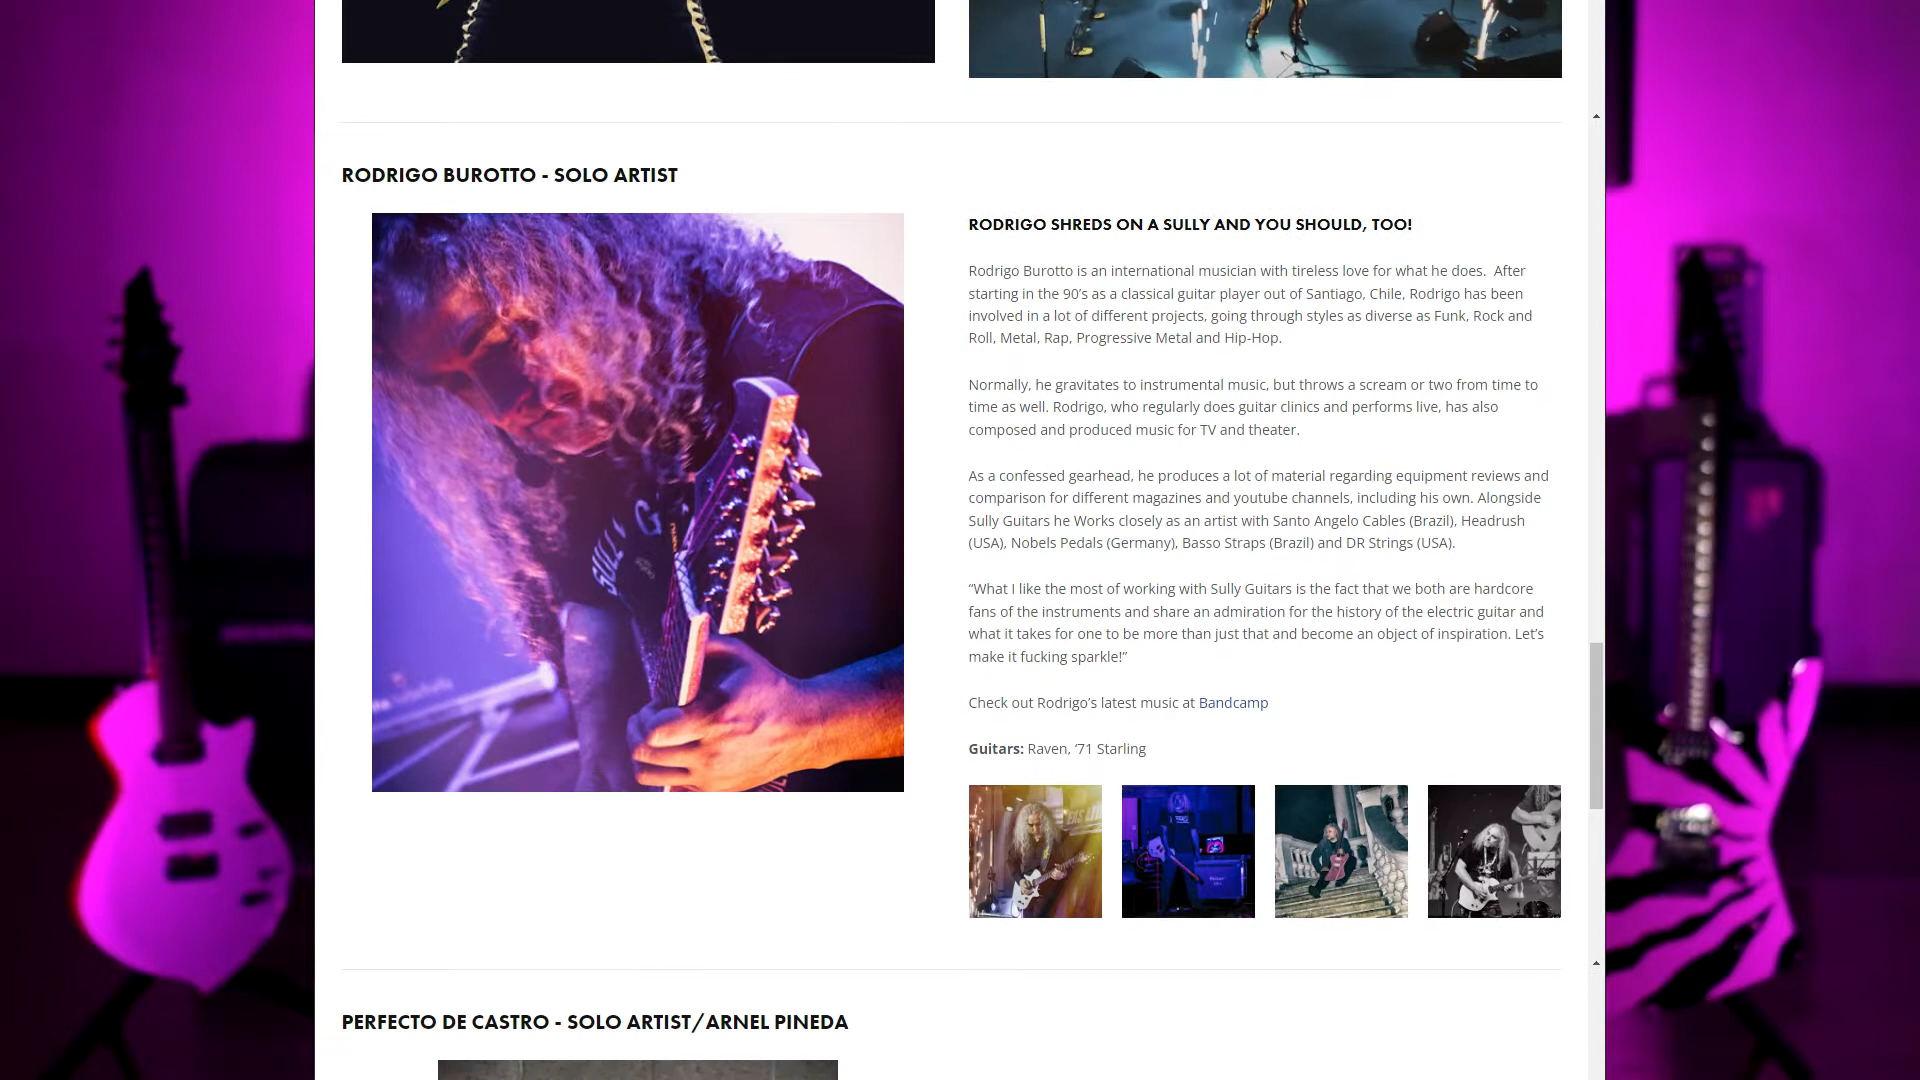 RODRIGO BUROTTO - SOLO ARTIST
RODRIGO SHREDS ON A SULLY AND YOU SHOULD, TOO!
Rodrigo Burotto is an international musician with tireless love for what he does.  After
starting in the 90’s as a classical guitar player out of Santiago, Chile, Rodrigo has been
involved in a lot of different projects, going through styles as diverse as Funk, Rock and
Roll, Metal, Rap, Progressive Metal and Hip-Hop.
Normally, he gravitates to instrumental music, but throws a scream or two from time to
time as well. Rodrigo, who regularly does guitar clinics and performs live, has also
composed and produced music for TV and theater.
As a confessed gearhead, he produces a lot of material regarding equipment reviews and
comparison for different magazines and youtube channels, including his own. Alongside
Sully Guitars he Works closely as an artist with Santo Angelo Cables (Brazil), Headrush
(USA), Nobels Pedals (Germany), Basso Straps (Brazil) and DR Strings (USA).
“What I like the most of working with Sully Guitars is the fact that we both are hardcore
fans of the instruments and share an admiration for the history of the electric guitar and
what it takes for one to be more than just that and become an object of inspiration. Let’s
make it fucking sparkle!”
Check out Rodrigo’s latest music at Bandcamp
Guitars: Raven, ‘71 Starling
PERFECTO DE CASTRO - SOLO ARTIST/ARNEL PINEDA